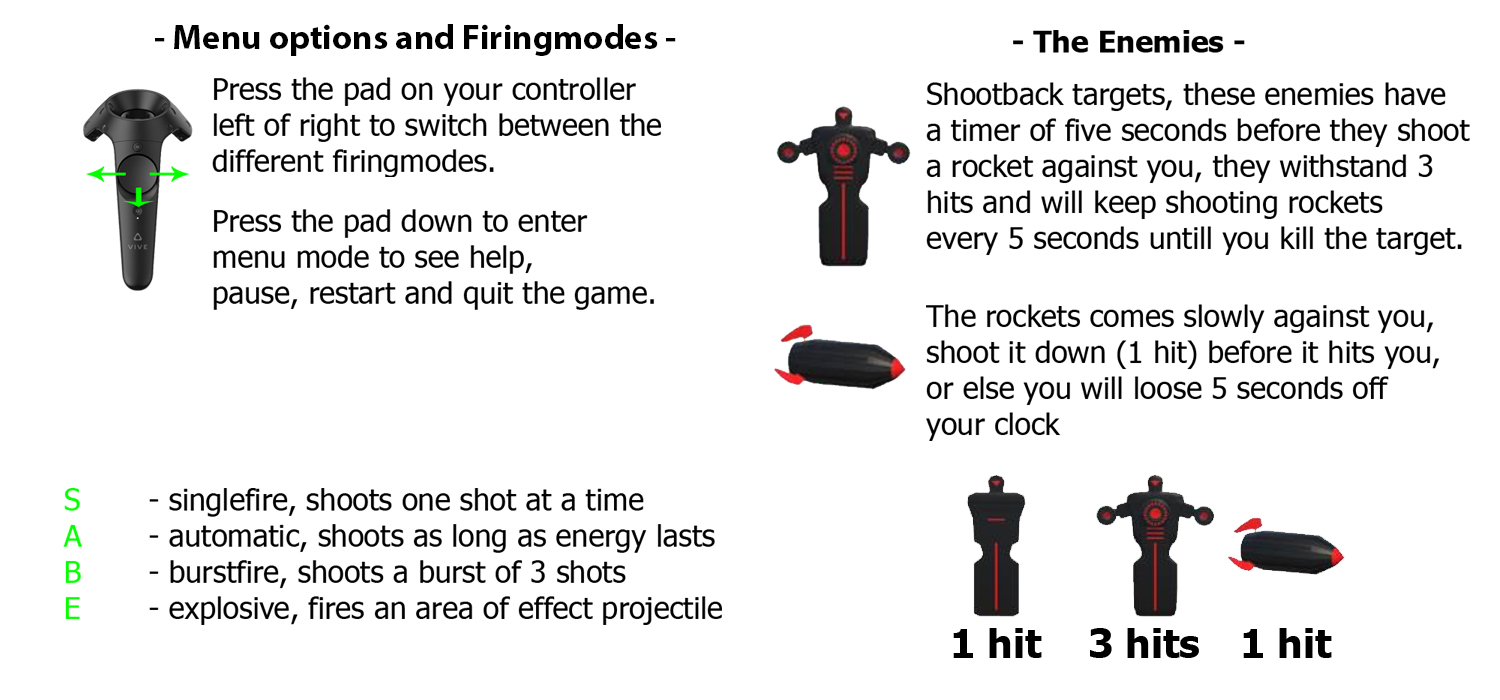 - Menu options and Firingmodes -
Press the pad on your controller
left of right to switch between the
different firingmodes.
Press the pad down to enter
menu mode to see help,
pause, restart and quit the game.
VIVE
S - singlefire, shoots one shot at a time
A - automatic, shoots as long as energy lasts
B - burstfire, shoots a burst of 3 shots
E - explosive, fires an area of effect projectile
- The Enemies -
Shootback targets, these enemies have
a timer of five seconds before they shoot
a rocket against you, they withstand 3
hits and will keep shooting rockets
every 5 seconds untill you kill the target.
The rockets comes slowly against you,
shoot it down (1 hit) before it hits you,
or else you will loose 5 seconds off
your clock
1 hit 3 hits 1 hit